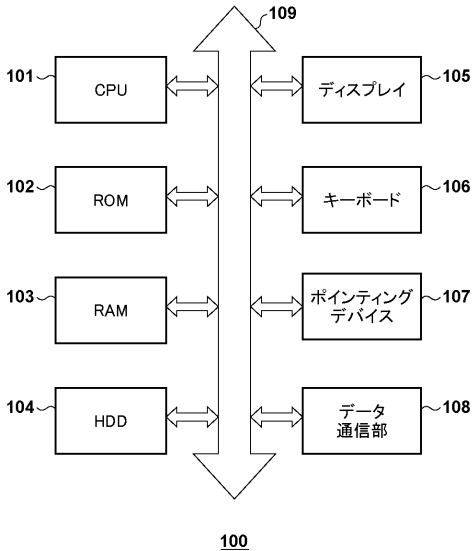 109
101
CPU
ディスプレイ
105
102
ROM
キーボード
106
103
RAM
ポインティング
デバイス
107
104
HDD
データ
通信部
108
100